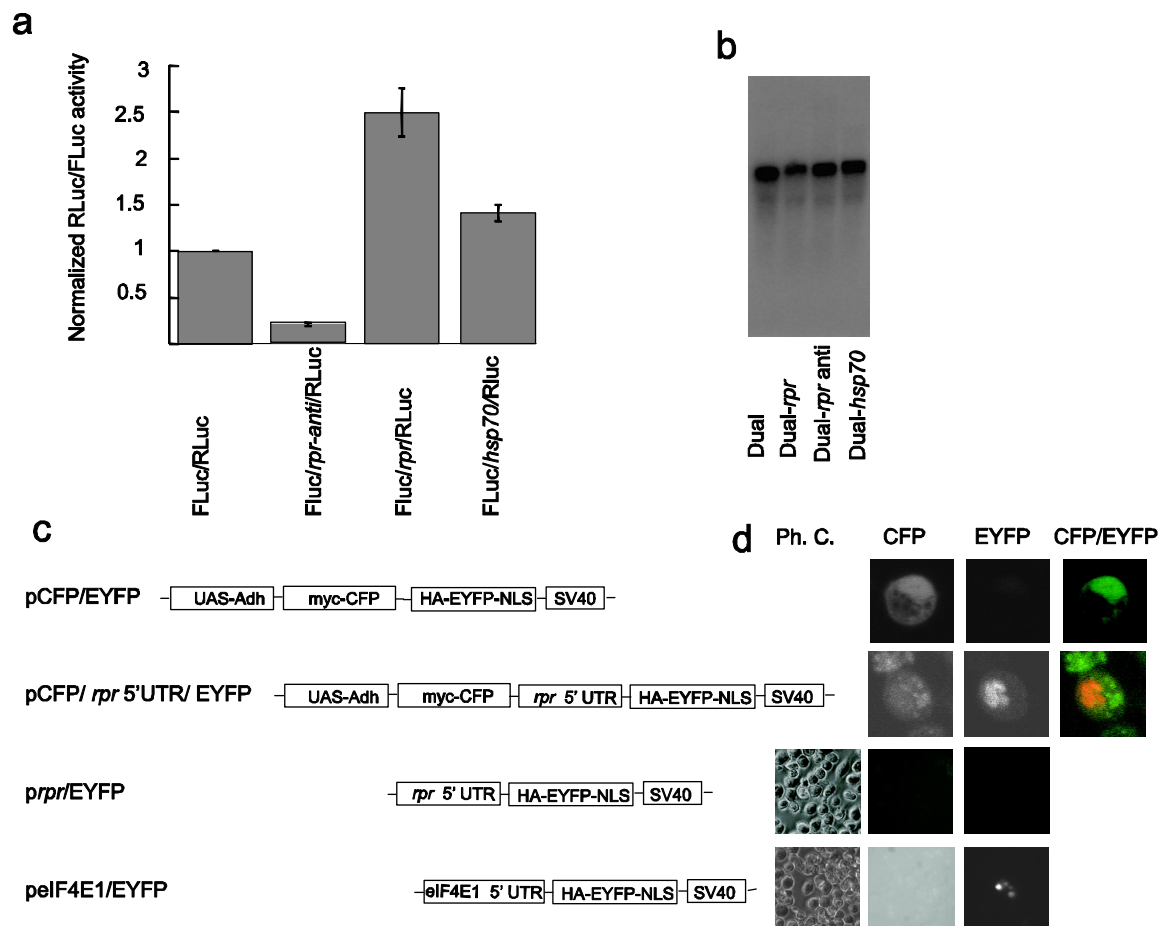 a
Normalized RLuc/FLuc activity
3
2.5
2
1.5
1
0.5
FLuc/RLuc
Fluc/rpr-anti/RLuc
Fluc/rpr/RLuc
FLuc/hsp70/Rluc
b
Dual
Dual-rpr
Dual-rpr anti
Dual-hsp70
c
pCFP/EYFP
UAS-Adh
myc-CFP
HA-EYFP-NLS
SV40
pCFP/ rpr 5'UTR/ EYFP
UAS-Adh
myc-CFP
rpr 5' UTR
HA-EYFP-NLS
SV40
prpr/EYFP
rpr 5' UTR
HA-EYFP-NLS
SV40
peIF4E1/EYFP
eIF4E1 5' UTR
HA-EYFP-NLS
SV40
d
Ph. C.
CFP
EYFP
CFP/EYFP